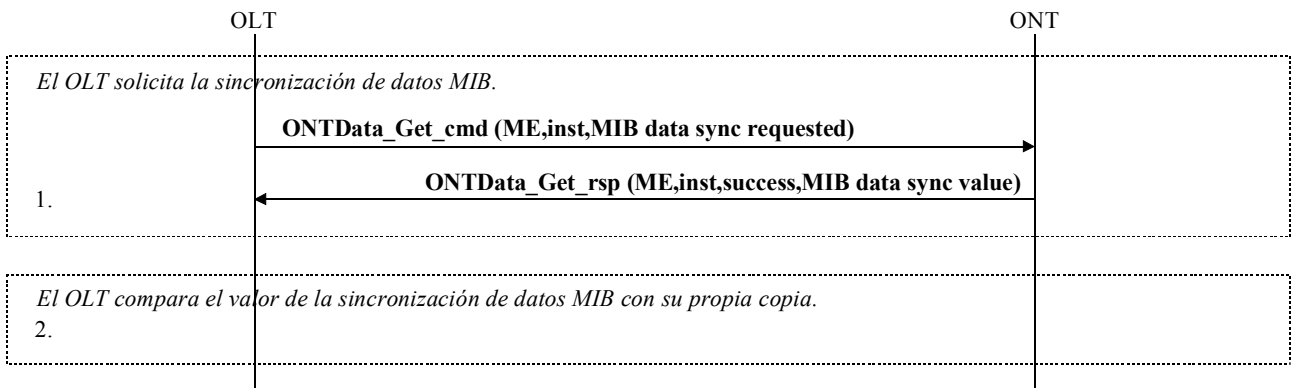 OLT
ONT
El OLT solicita la sincronización de datos MIB.
ONTData_Get_cmd (ME,inst,MIB data sync requested)
ONTData_Get_rsp (ME,inst,success,MIB data sync value)
1.
El OLT compara el valor de la sincronización de datos MIB con su propia copia.
2.